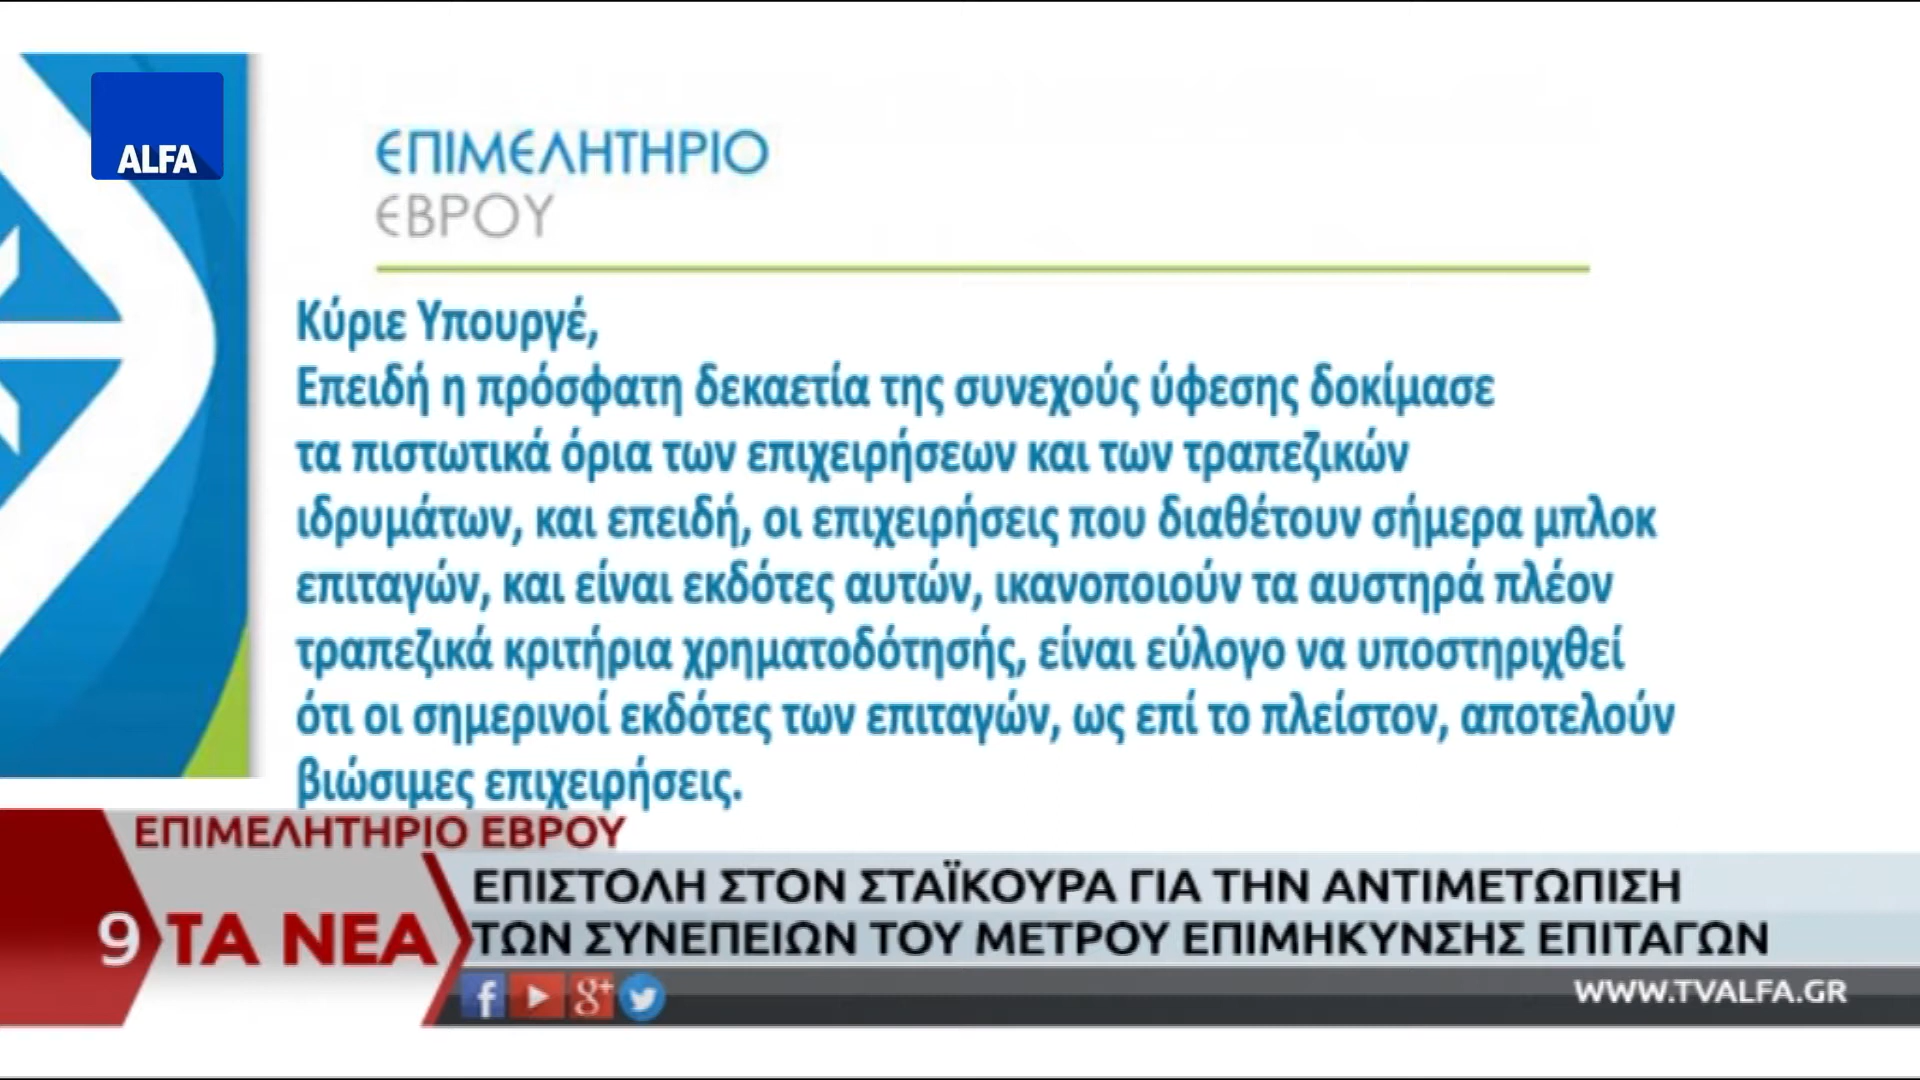 ALFA
ΕΠΙΜΕΛΗΤΗΡΙΟ
ΕΒΡΟΥ
Κύριε Υπουργέ,
Επειδή η πρόσφατη δεκαετία της συνεχούς ύφεσης δοκίμασε
τα πιστωτικά όρια των επιχειρήσεων και των τραπεζικών
ιδρυμάτων, και επειδή, οι επιχειρήσεις που διαθέτουν σήμερα μπλοκ
επιταγών, και είναι εκδότες αυτών, ικανοποιούν τα αυστηρά πλέον
τραπεζικά κριτήρια χρηματοδότησής, είναι εύλογο να υποστηριχθεί
ότι οι σημερινοί εκδότες των επιταγών, ως επί το πλείστον, αποτελούν
βιώσιμες επιχειρήσεις.
ΕΠΙΜΕΛΗΤΗΡΙΟ ΕΒΡΟΥ
ΕΠΙΣΤΟΛΗ ΣΤΟΝ ΣΤΑΪΚΟΥΡΑ ΓΙΑ ΤΗΝ ΑΝΤΙΜΕΤΩΠΙΣΗ
ΤΩΝ ΣΥΝΕΠΕΙΩΝ ΤΟΥ ΜΕΤΡΟΥ ΕΠΙΜΗΚΥΝΣΗΣ ΕΠΙΤΑΓΩΝ
9 ΤΑ ΝΕΑ
f g+
WWW.TVALFA.GR